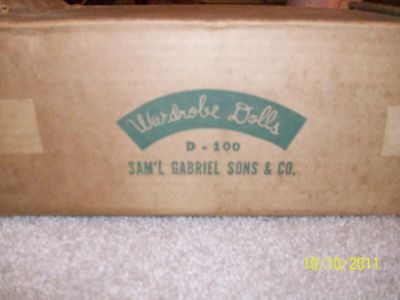 Wardrobe Dolls
D - 100
SAM'L GABRIEL SONS & CO.
10/10/2011